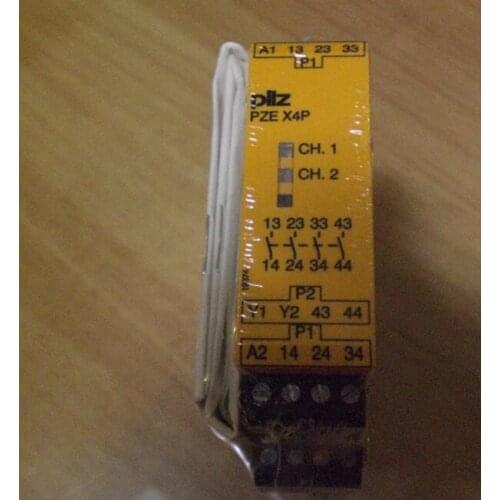 A1 13 23 33
P1
pilz
PZE X4P
CH. 1
CH. 2
13 23 33 43
14 24 34 44
P2
Y1 Y2 43 44
P1
A2 14 24 34